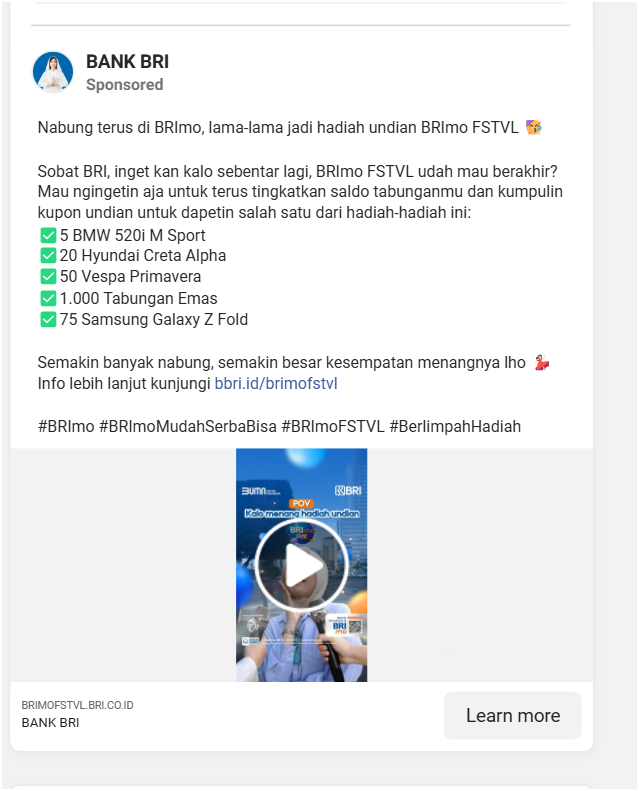 BANK BRI
Sponsored
Nabung terus di BRImo, lama-lama jadi hadiah undian BRImo FSTVL 🥳
Sobat BRI, inget kan kalo sebentar lagi, BRImo FSTVL udah mau berakhir?
Mau ngingetin aja untuk terus tingkatkan saldo tabunganmu dan kumpulin
kupon undian untuk dapetin salah satu dari hadiah-hadiah ini:
✅5 BMW 520i M Sport
✅20 Hyundai Creta Alpha
✅50 Vespa Primavera
✅1.000 Tabungan Emas
✅75 Samsung Galaxy Z Fold
Semakin banyak nabung, semakin besar kesempatan menangnya lho 💃
Info lebih lanjut kunjungi bbri.id/brimofstvl
#BRImo #BRImoMudahSerbaBisa #BRImoFSTVL #BerlimpahHadiah
BUMN BRI
POV
Kalo menang hadiah undian
BRImo
BRI
mo
BRIMOFSTVL.BRI.CO.ID
BANK BRI
Learn more